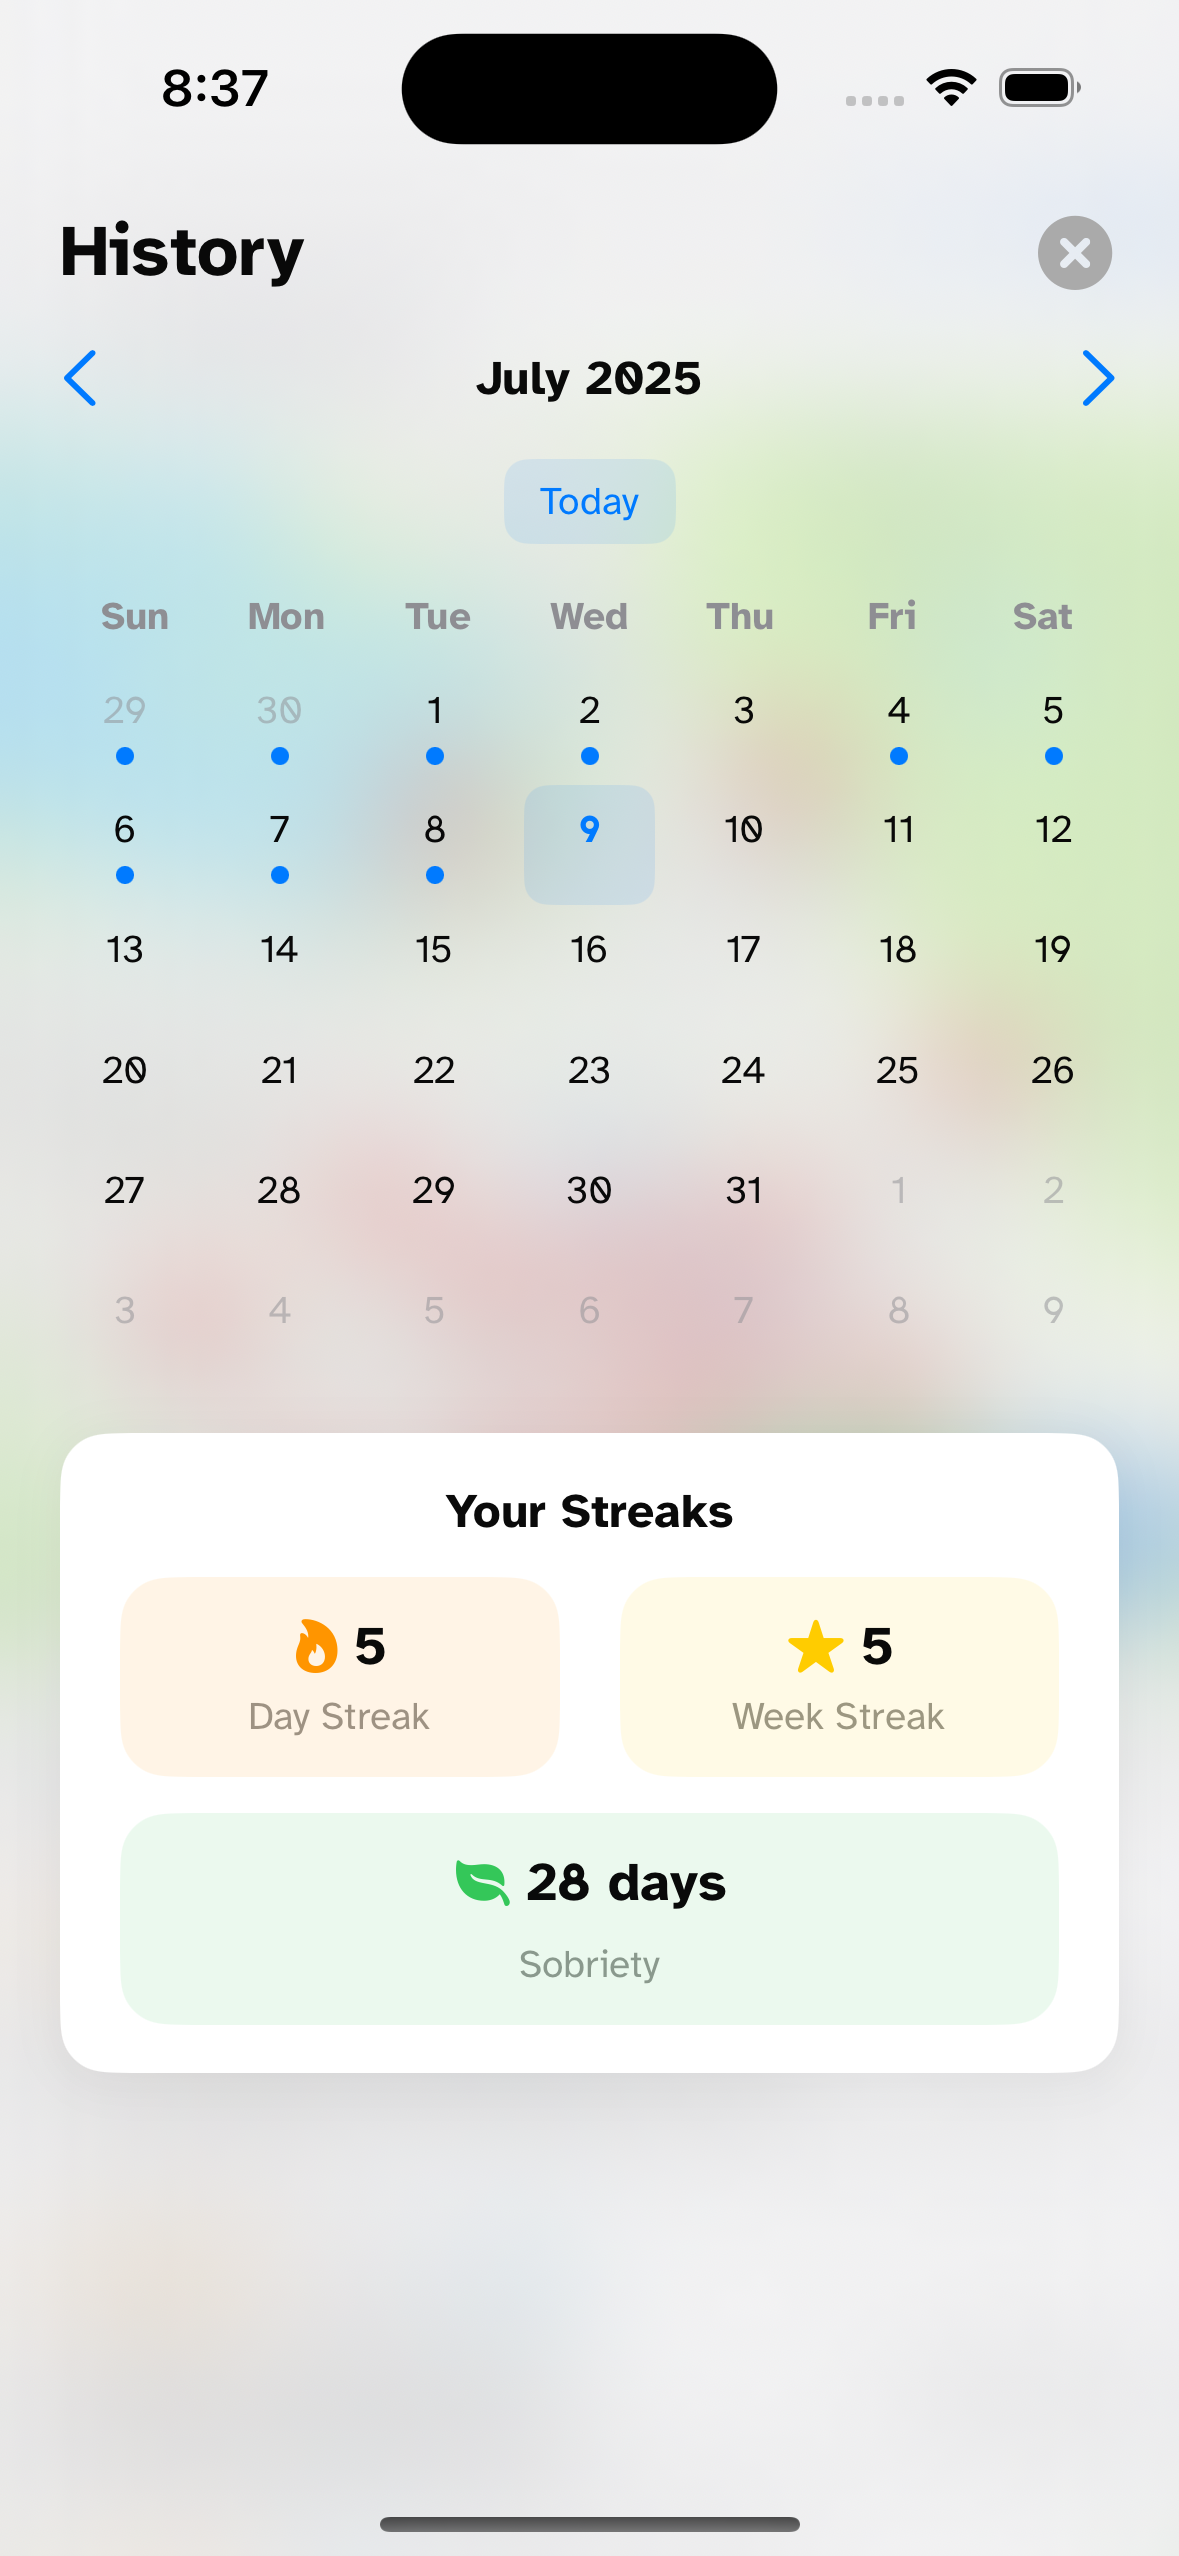 8:37
History
July 2025
Today
Sun Mon Tue Wed Thu Fri Sat
29 30 1 2 3 4 5
6 7 8 9 10 11 12
13 14 15 16 17 18 19
20 21 22 23 24 25 26
27 28 29 30 31 1 2
3 4 5 6 7 8 9
Your Streaks
5 5
Day Streak Week Streak
28 days
Sobriety